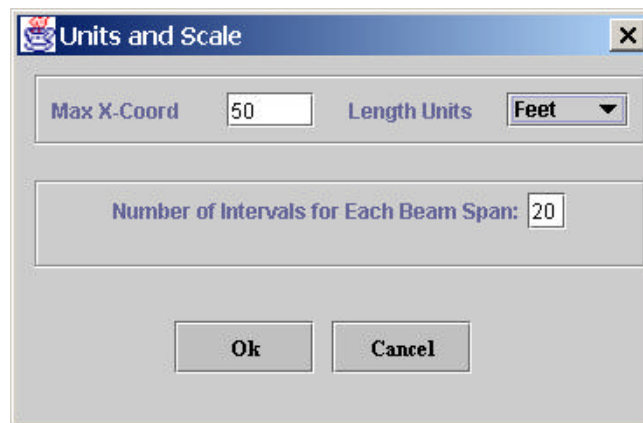 Units and Scale
Max X-Coord 50 Length Units Feet
Number of Intervals for Each Beam Span: 20
Ok Cancel